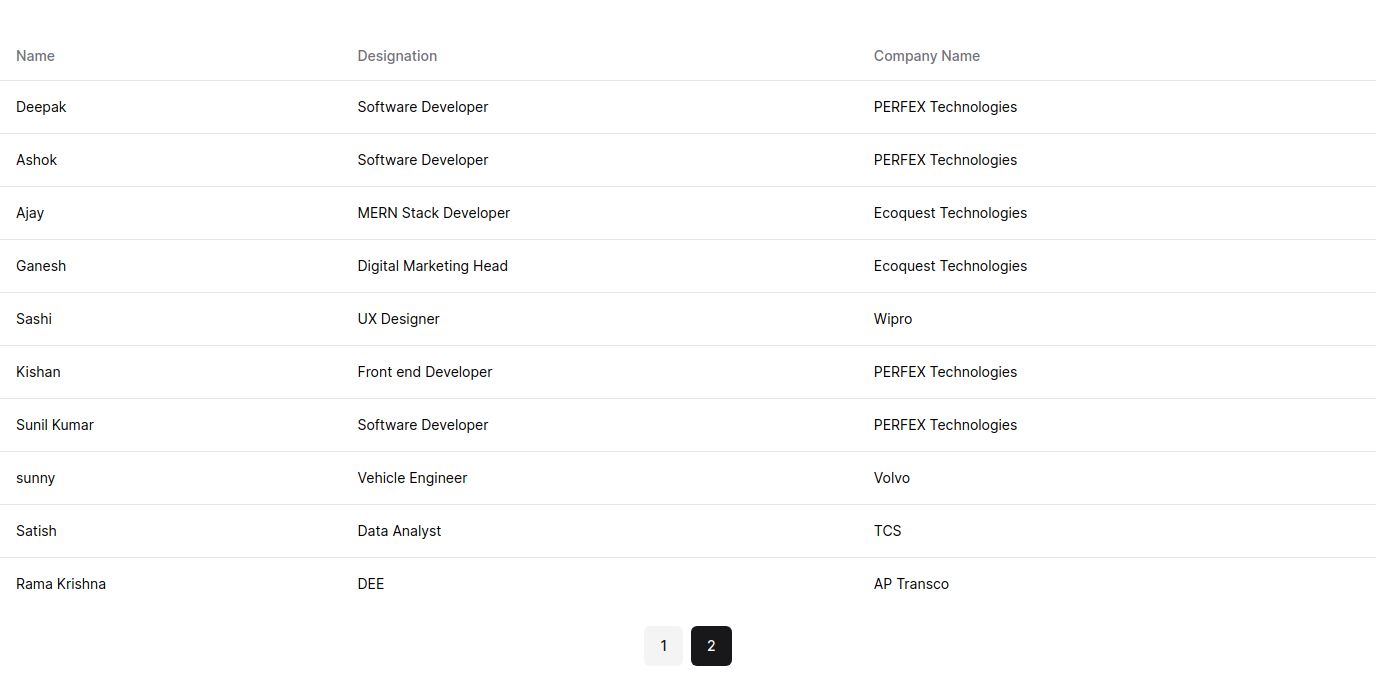 Name Designation Company Name
Deepak Software Developer PERFEX Technologies
Ashok Software Developer PERFEX Technologies
Ajay MERN Stack Developer Ecoquest Technologies
Ganesh Digital Marketing Head Ecoquest Technologies
Sashi UX Designer Wipro
Kishan Front end Developer PERFEX Technologies
Sunil Kumar Software Developer PERFEX Technologies
sunny Vehicle Engineer Volvo
Satish Data Analyst TCS
Rama Krishna DEE AP Transco
1 2